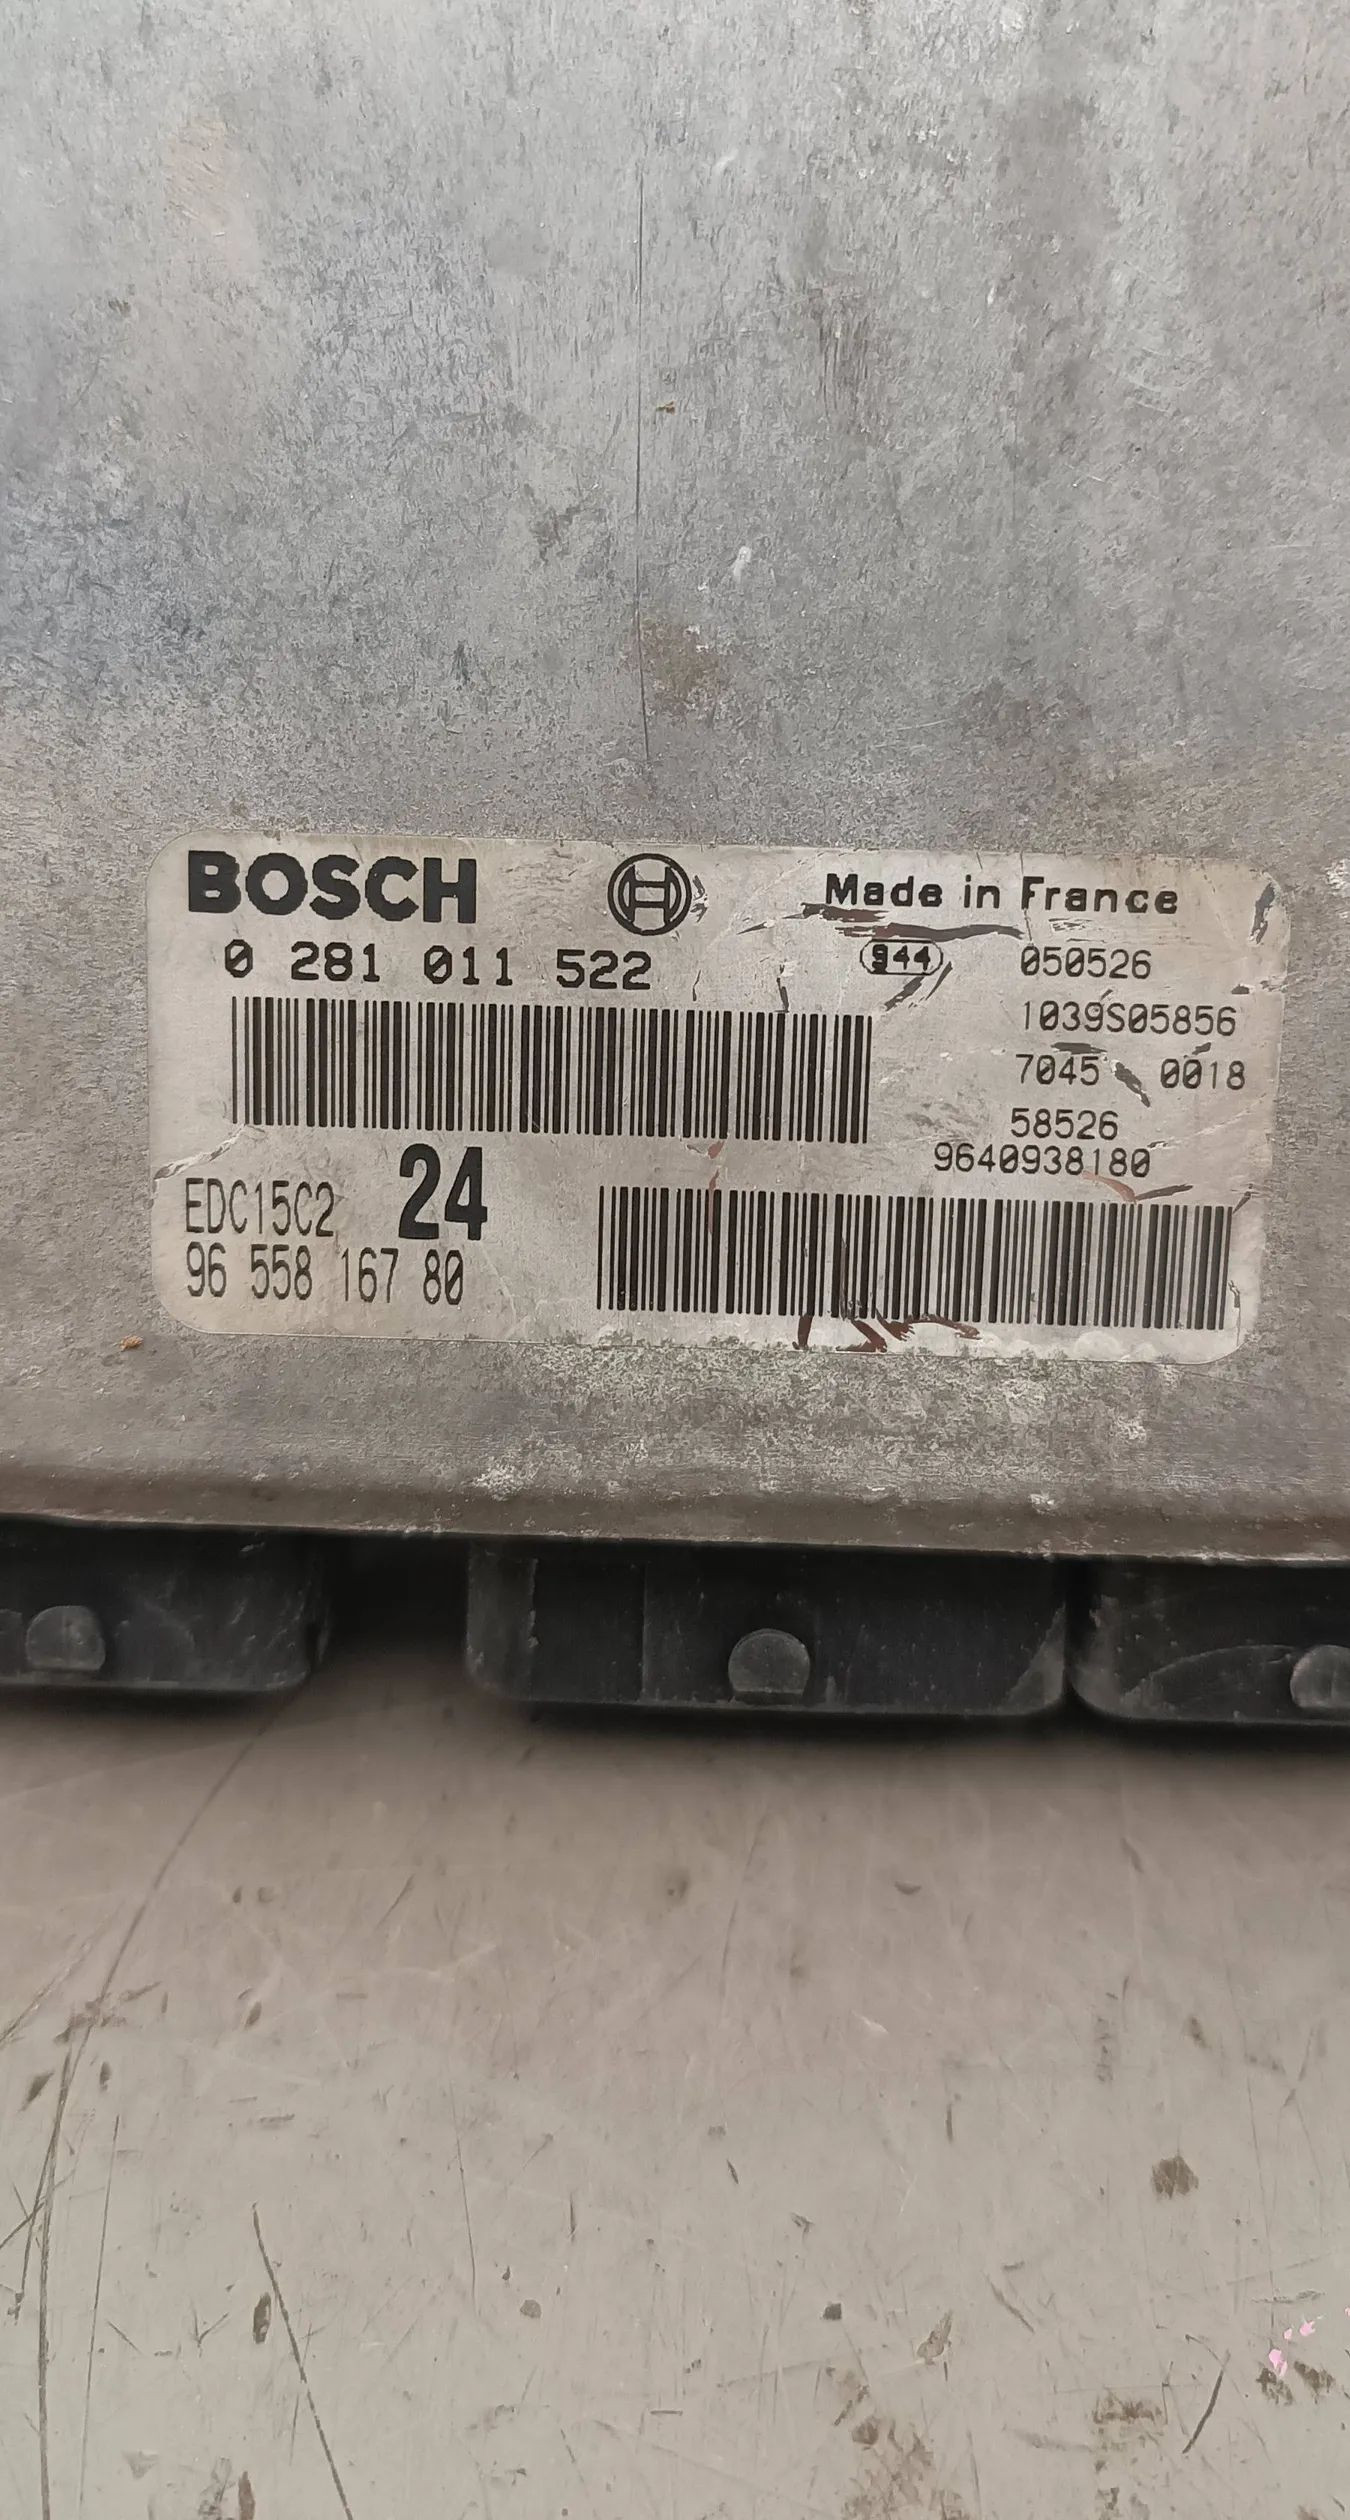 BOSCH
Made in France
0 281 011 522
944
050526
1039S05856
7045 0018
58526
9640938180
EDC15C2 24
96 558 167 80